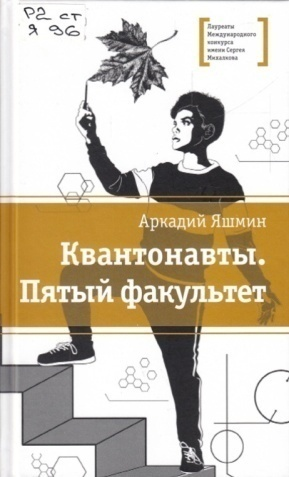 Р2 ст
Я 96
Лауреаты
Международного
конкурса
имени Сергея
Михалкова
Аркадий Яшмин
Квантонавты.
Пятый факультет